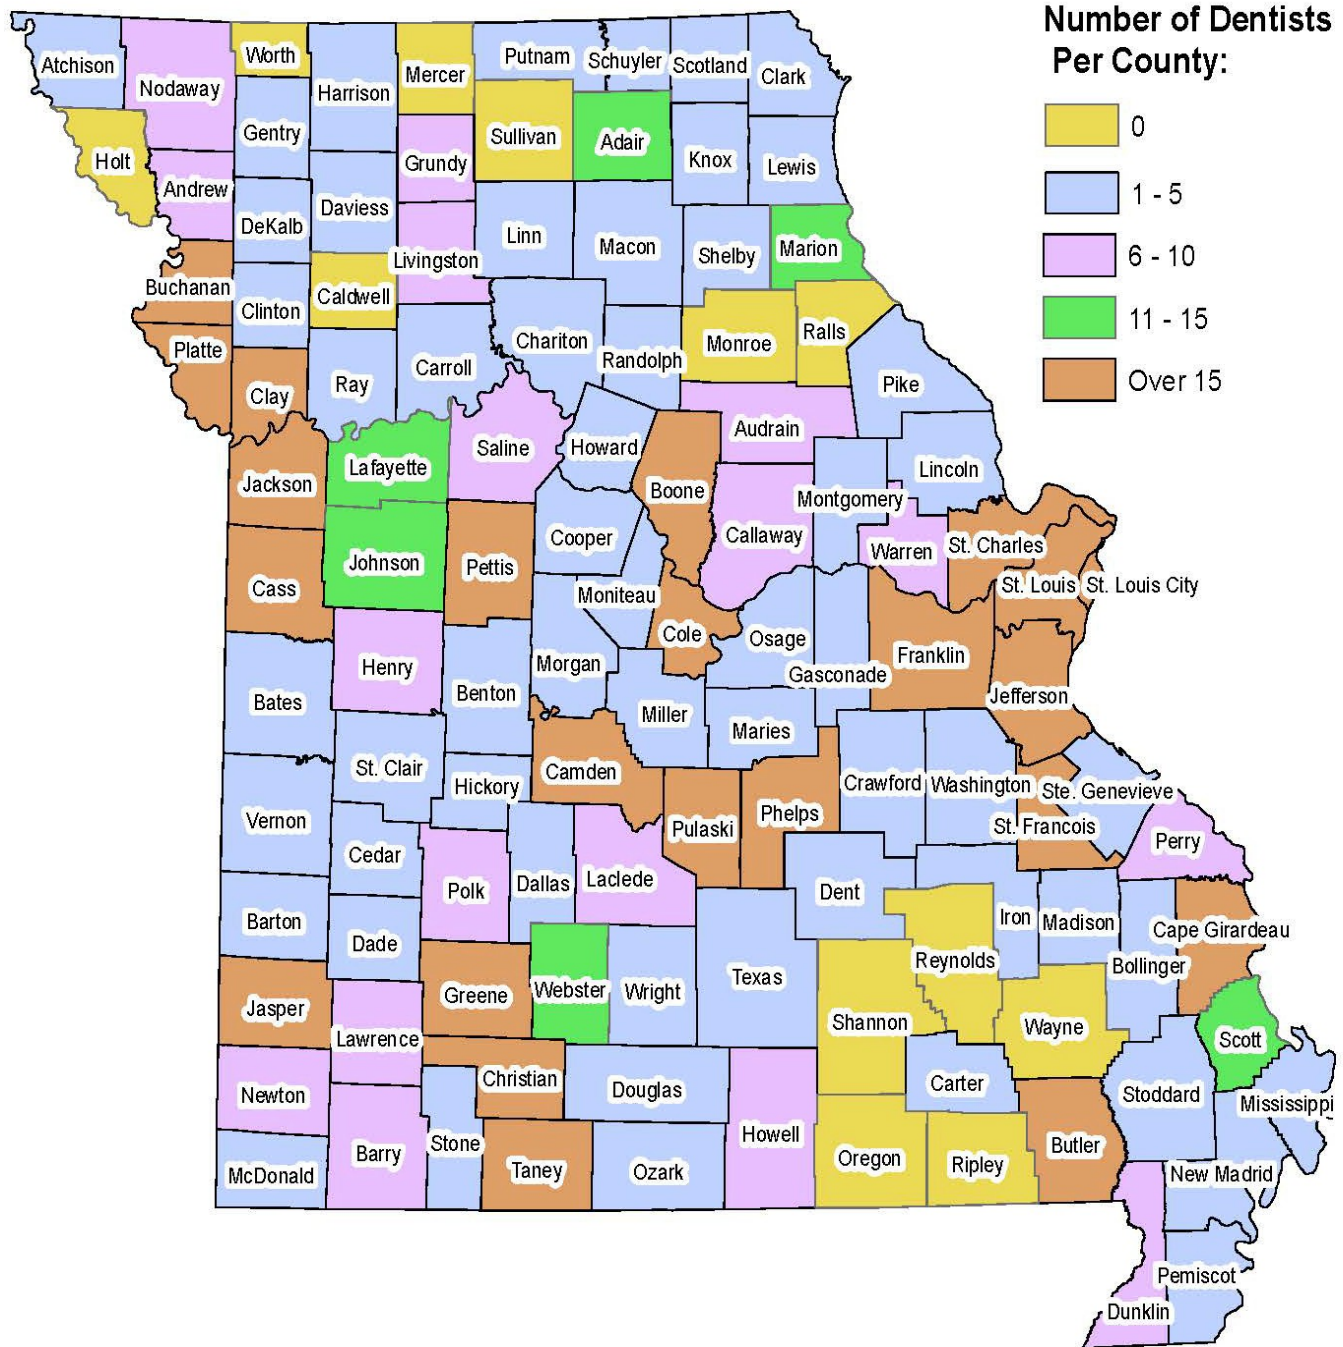 Number of Dentists
Per County:
0
1 - 5
6 - 10
11 - 15
Over 15
Atchison
Nodaway
Worth
Harrison
Mercer
Putnam
Schuyler
Scotland
Clark
Holt
Gentry
Sullivan
Adair
Knox
Lewis
Andrew
Grundy
DeKalb
Daviess
Linn
Macon
Shelby
Marion
Livingston
Buchanan
Clinton
Caldwell
Chariton
Randolph
Monroe
Ralls
Platte
Clay
Ray
Carroll
Pike
Audrain
Lafayette
Saline
Howard
Lincoln
Jackson
Boone
Montgomery
Cooper
Callaway
Warren
St. Charles
Johnson
Pettis
Cass
Moniteau
St. Louis
St. Louis City
Cole
Osage
Henry
Morgan
Franklin
Gasconade
Bates
Benton
Jefferson
Miller
Maries
St. Clair
Hickory
Camden
Crawford
Washington
Ste. Genevieve
Vernon
Pulaski
Phelps
St. Francois
Cedar
Perry
Polk
Dallas
Laclede
Dent
Barton
Dade
Iron
Madison
Cape Girardeau
Reynolds
Bollinger
Jasper
Greene
Webster
Wright
Texas
Shannon
Wayne
Lawrence
Scott
Newton
Christian
Douglas
Carter
Stoddard
Mississippi
Barry
Stone
Howell
Butler
McDonald
Taney
Ozark
Oregon
Ripley
New Madrid
Pemiscot
Dunklin